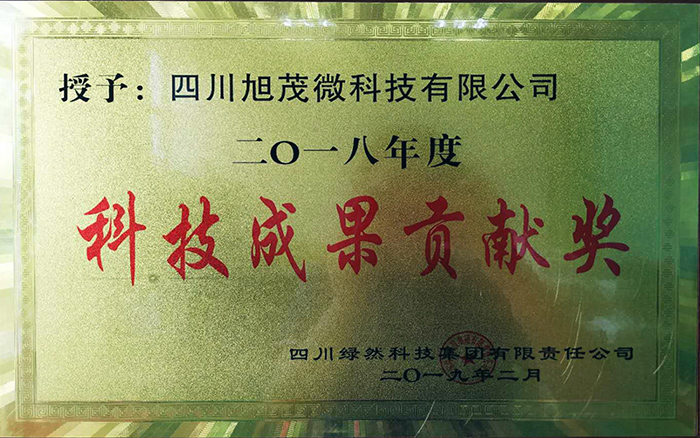 授予：四川旭茂微科技有限公司
二〇一八年度
科技成果贡献奖
四川绿然科技集团有限责任公司
二〇一九年二月